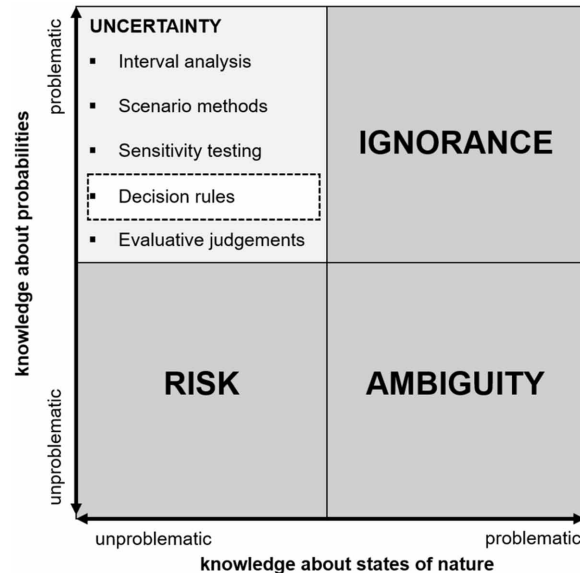 UNCERTAINTY
▪ Interval analysis
▪ Scenario methods
▪ Sensitivity testing
▪ Decision rules
▪ Evaluative judgements
IGNORANCE
RISK
AMBIGUITY
problematic
knowledge about probabilities
unproblematic
unproblematic
problematic
knowledge about states of nature